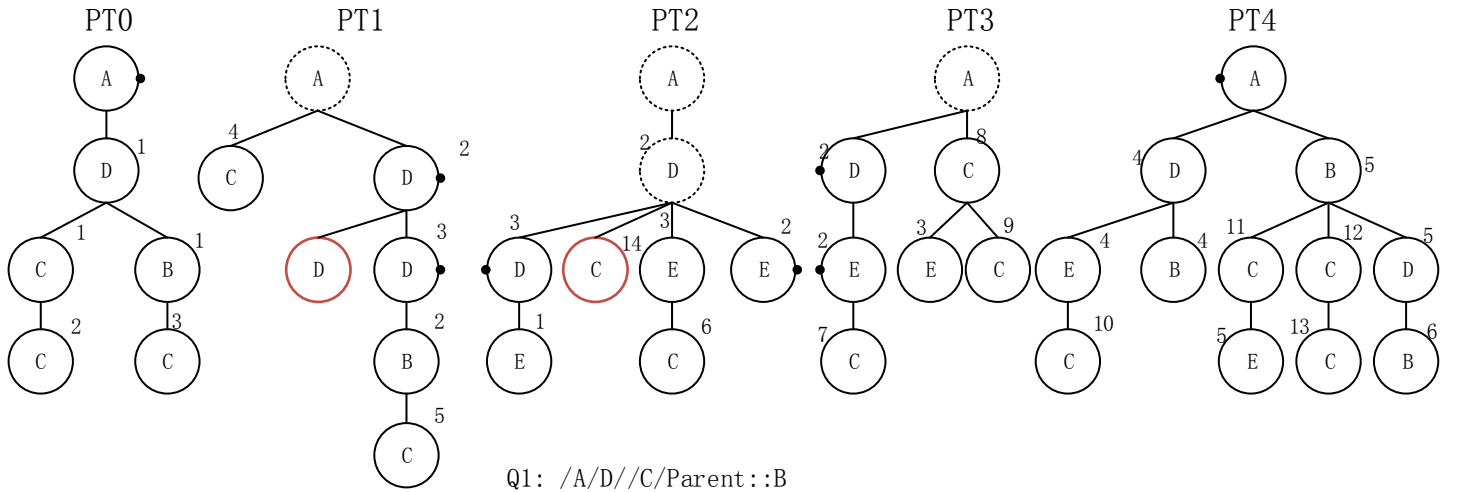 PT0 PT1 PT2 PT3 PT4
A A A A A
1 4 2 2 2 8 4 5
D C D D D C D B
1 1 3 3 14 3 2 2 3 9 4 4 11 12 5
C B D D D C E E E E C E B C C D
2 3 2 1 6 7 10 5 13 6
C C B E C C C E C B
5
C
Q1: /A/D//C/Parent::B